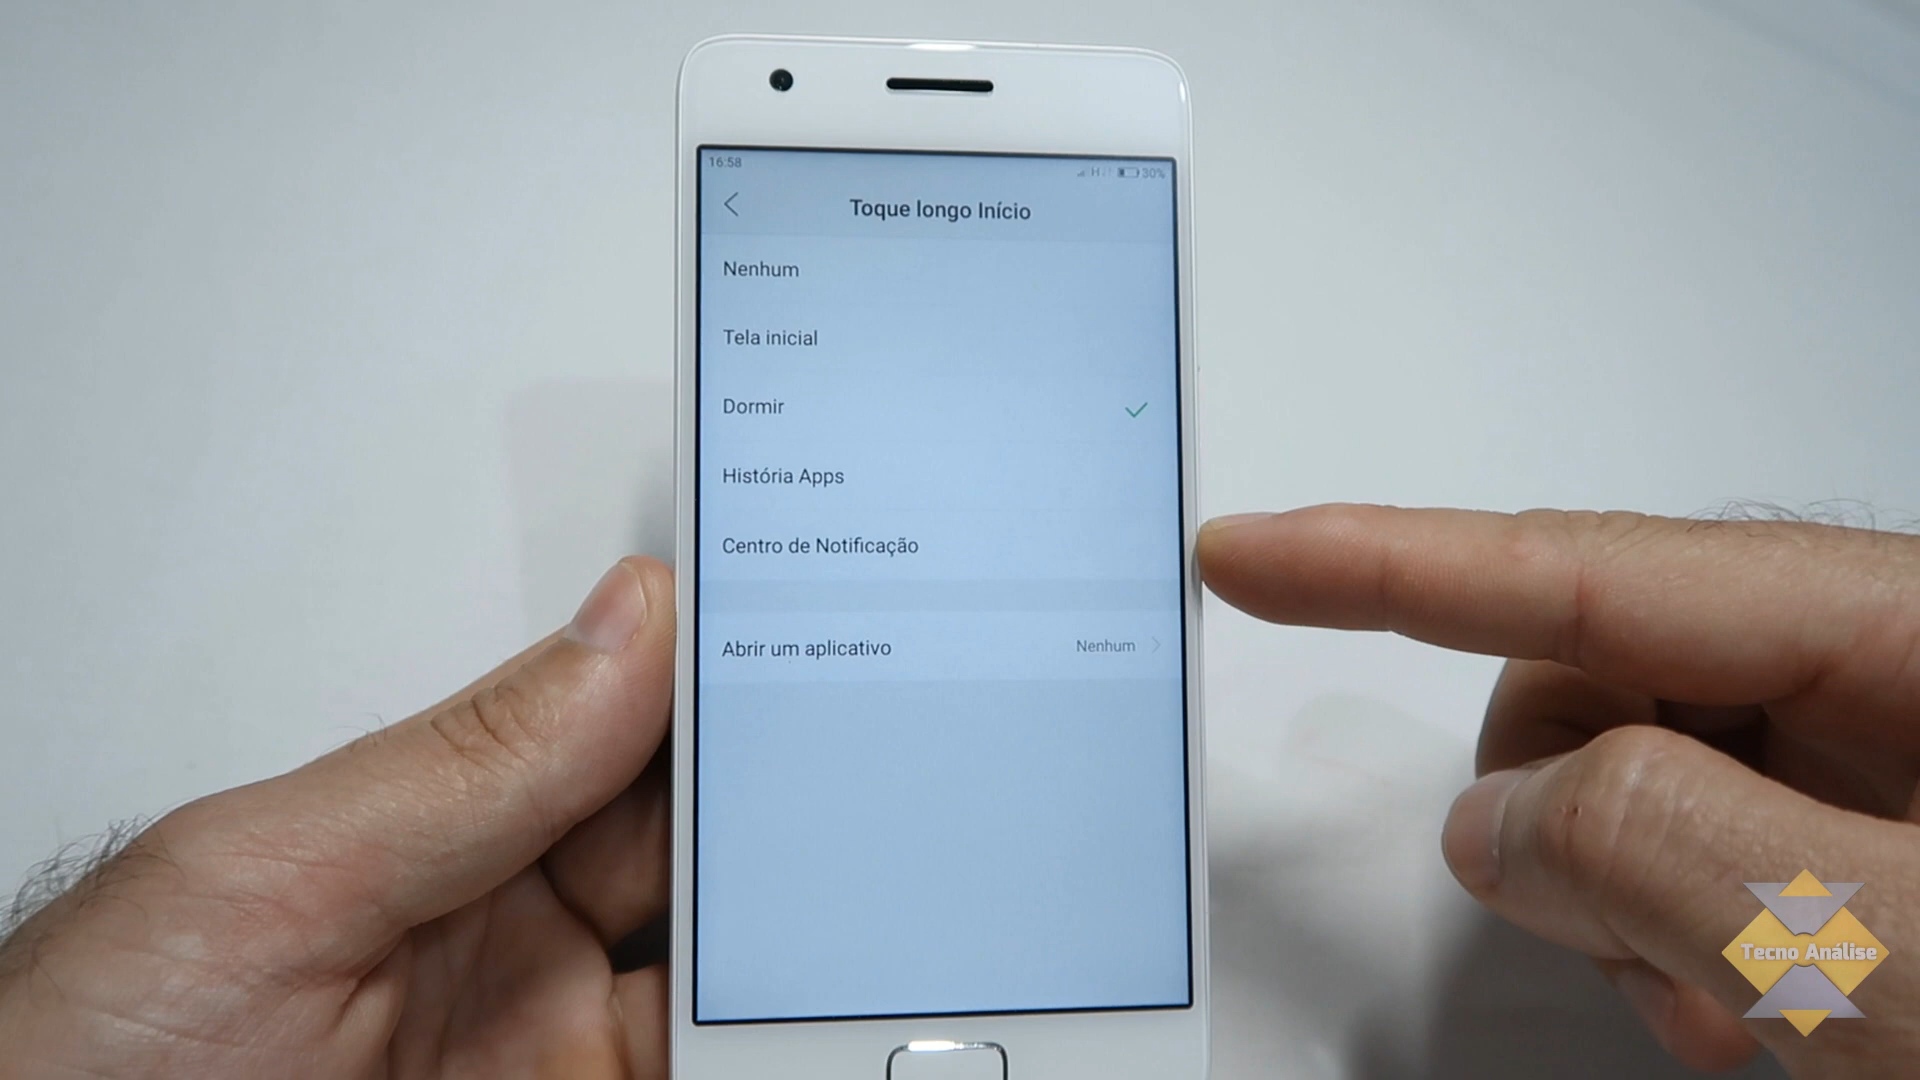 16:58
H 30%
Toque longo Início
Nenhum
Tela inicial
Dormir
História Apps
Centro de Notificação
Abrir um aplicativo Nenhum
Tecno Análise